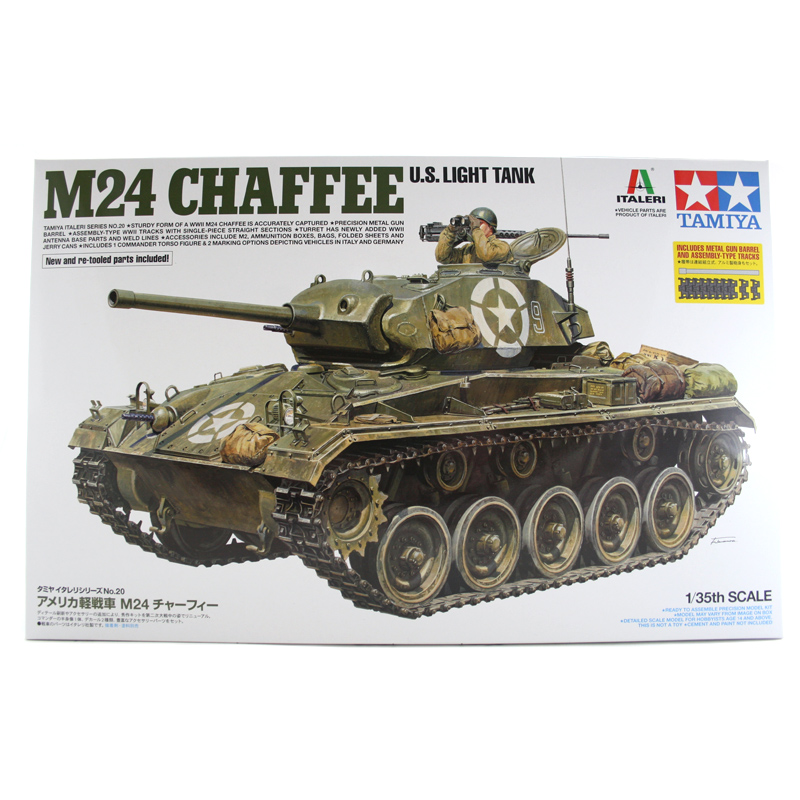 M24 CHAFFEE U.S. LIGHT TANK
TAMIYA ITALERI SERIES NO.20 ★STURDY FORM OF A WWII M24 CHAFFEE IS ACCURATELY CAPTURED ★PRECISION METAL GUN
BARREL ★ASSEMBLY-TYPE WWII TRACKS WITH SINGLE-PIECE STRAIGHT SECTIONS ★TURRET HAS NEWLY ADDED WWII
ANTENNA BASE PARTS AND WELD LINES ★ACCESSORIES INCLUDE M2, AMMUNITION BOXES, BAGS, FOLDED SHEETS AND
JERRY CANS ★INCLUDES 1 COMMANDER TORSO FIGURE & 2 MARKING OPTIONS DEPICTING VEHICLES IN ITALY AND GERMANY
New and re-tooled parts included!
ITALERI
★VEHICLE PARTS ARE
PRODUCT OF ITALERI
TAMIYA
INCLUDES METAL GUN BARREL
AND ASSEMBLY-TYPE TRACKS
9
タミヤイタレリシリーズNo.20
アメリカ軽戦車 M24 チャーフィー
1/35th SCALE
★READY TO ASSEMBLE PRECISION MODEL KIT
★MODEL MAY VARY FROM IMAGE ON BOX
★DETAILED SCALE MODEL FOR HOBBYISTS AGE 14 AND ABOVE.
THIS IS NOT A TOY ★CEMENT AND PAINT NOT INCLUDED